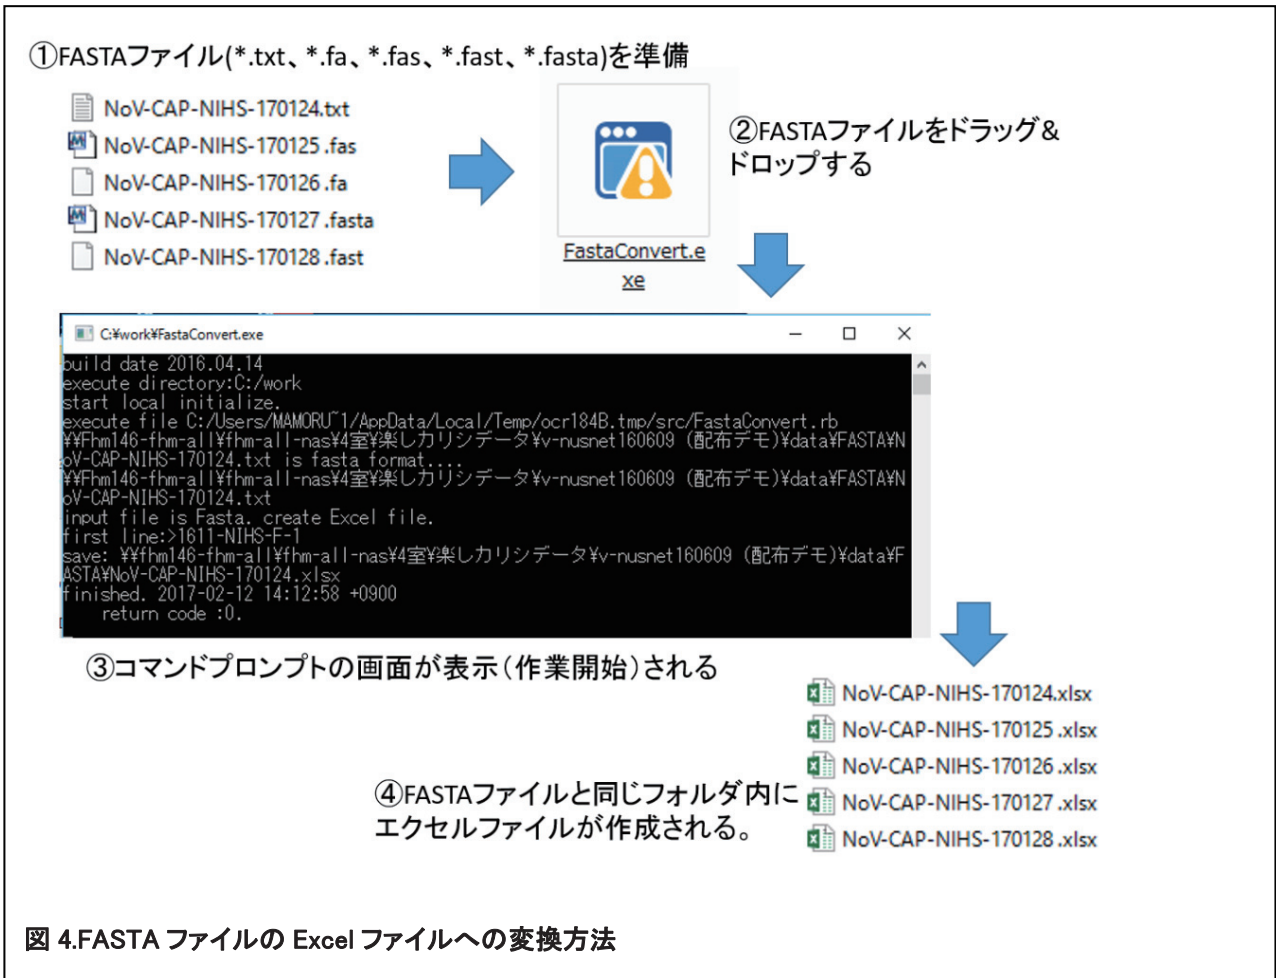 ①FASTAファイル(*.txt、*.fa、*.fas、*.fast、*.fasta)を準備
NoV-CAP-NIHS-170124.txt
NoV-CAP-NIHS-170125 .fas
NoV-CAP-NIHS-170126 .fa
NoV-CAP-NIHS-170127 .fasta
NoV-CAP-NIHS-170128 .fast
FastaConvert.e
xe
②FASTAファイルをドラッグ&
ドロップする
C:¥work¥FastaConvert.exe
build date 2016.04.14
execute directory:C:/work
start local initialize.
execute file C:/Users/MAMORU~1/AppData/Local/Temp/ocr184B.tmp/src/FastaConvert.rb
¥¥Fhm146-fhm-all¥fhm-all-nas¥4室¥楽しカリシデータ¥v-nusnet160609 (配布デモ)¥data¥FASTA¥N
oV-CAP-NIHS-170124.txt is fasta format....
¥¥Fhm146-fhm-all¥fhm-all-nas¥4室¥楽しカリシデータ¥v-nusnet160609 (配布デモ)¥data¥FASTA¥N
oV-CAP-NIHS-170124.txt
input file is Fasta. create Excel file.
first line:>1611-NIHS-F-1
save: ¥¥fhm146-fhm-all¥fhm-all-nas¥4室¥楽しカリシデータ¥v-nusnet160609 (配布デモ)¥data¥F
ASTA¥NoV-CAP-NIHS-170124.xlsx
finished. 2017-02-12 14:12:58 +0900
return code :0.
③コマンドプロンプトの画面が表示(作業開始)される
NoV-CAP-NIHS-170124.xlsx
NoV-CAP-NIHS-170125 .xlsx
NoV-CAP-NIHS-170126 .xlsx
NoV-CAP-NIHS-170127 .xlsx
NoV-CAP-NIHS-170128 .xlsx
④FASTAファイルと同じフォルダ内に
エクセルファイルが作成される。
図 4.FASTA ファイルの Excel ファイルへの変換方法